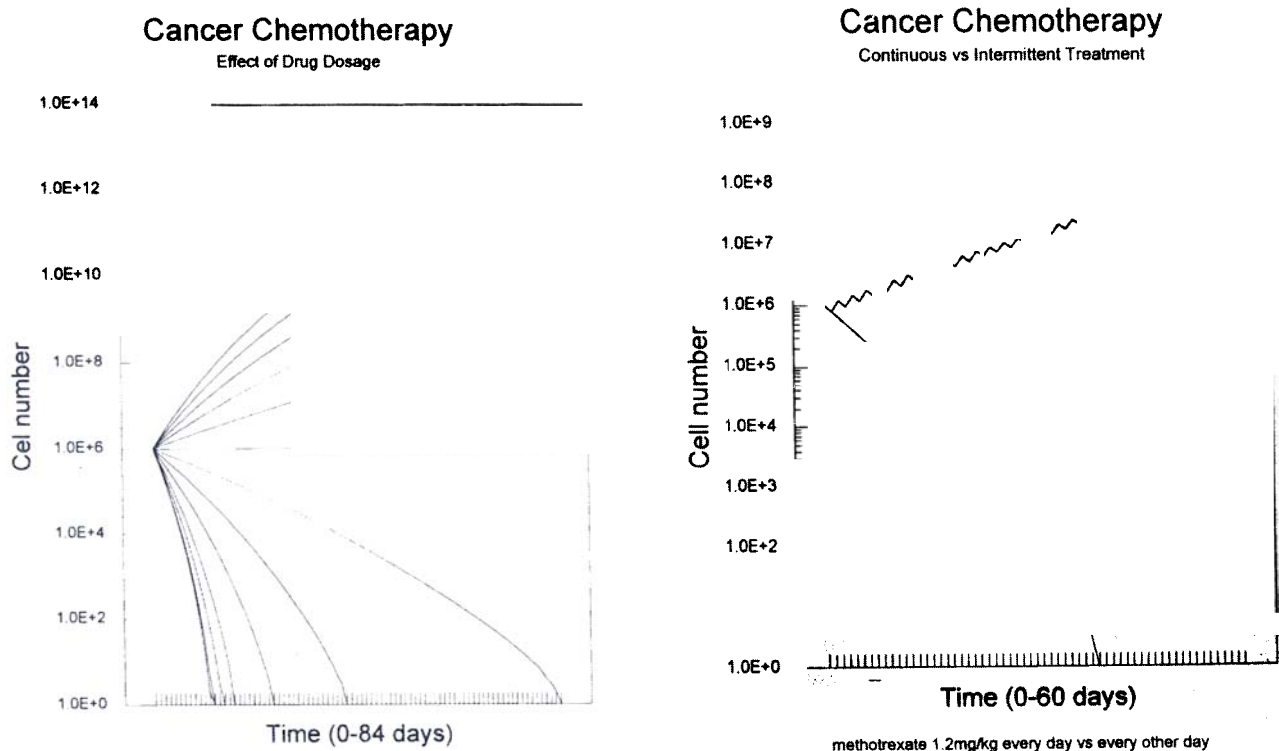 Cancer Chemotherapy
Effect of Drug Dosage
1.0E+14
1.0E+12
1.0E+10
1.0E+8
1.0E+6
1.0E+4
1.0E+2
1.0E+0
Cel number
Time (0-84 days)
Cancer Chemotherapy
Continuous vs Intermittent Treatment
1.0E+9
1.0E+8
1.0E+7
1.0E+6
1.0E+5
1.0E+4
1.0E+3
1.0E+2
1.0E+0
Cell number
Time (0-60 days)
methotrexate 1.2mg/kg every day vs every other day